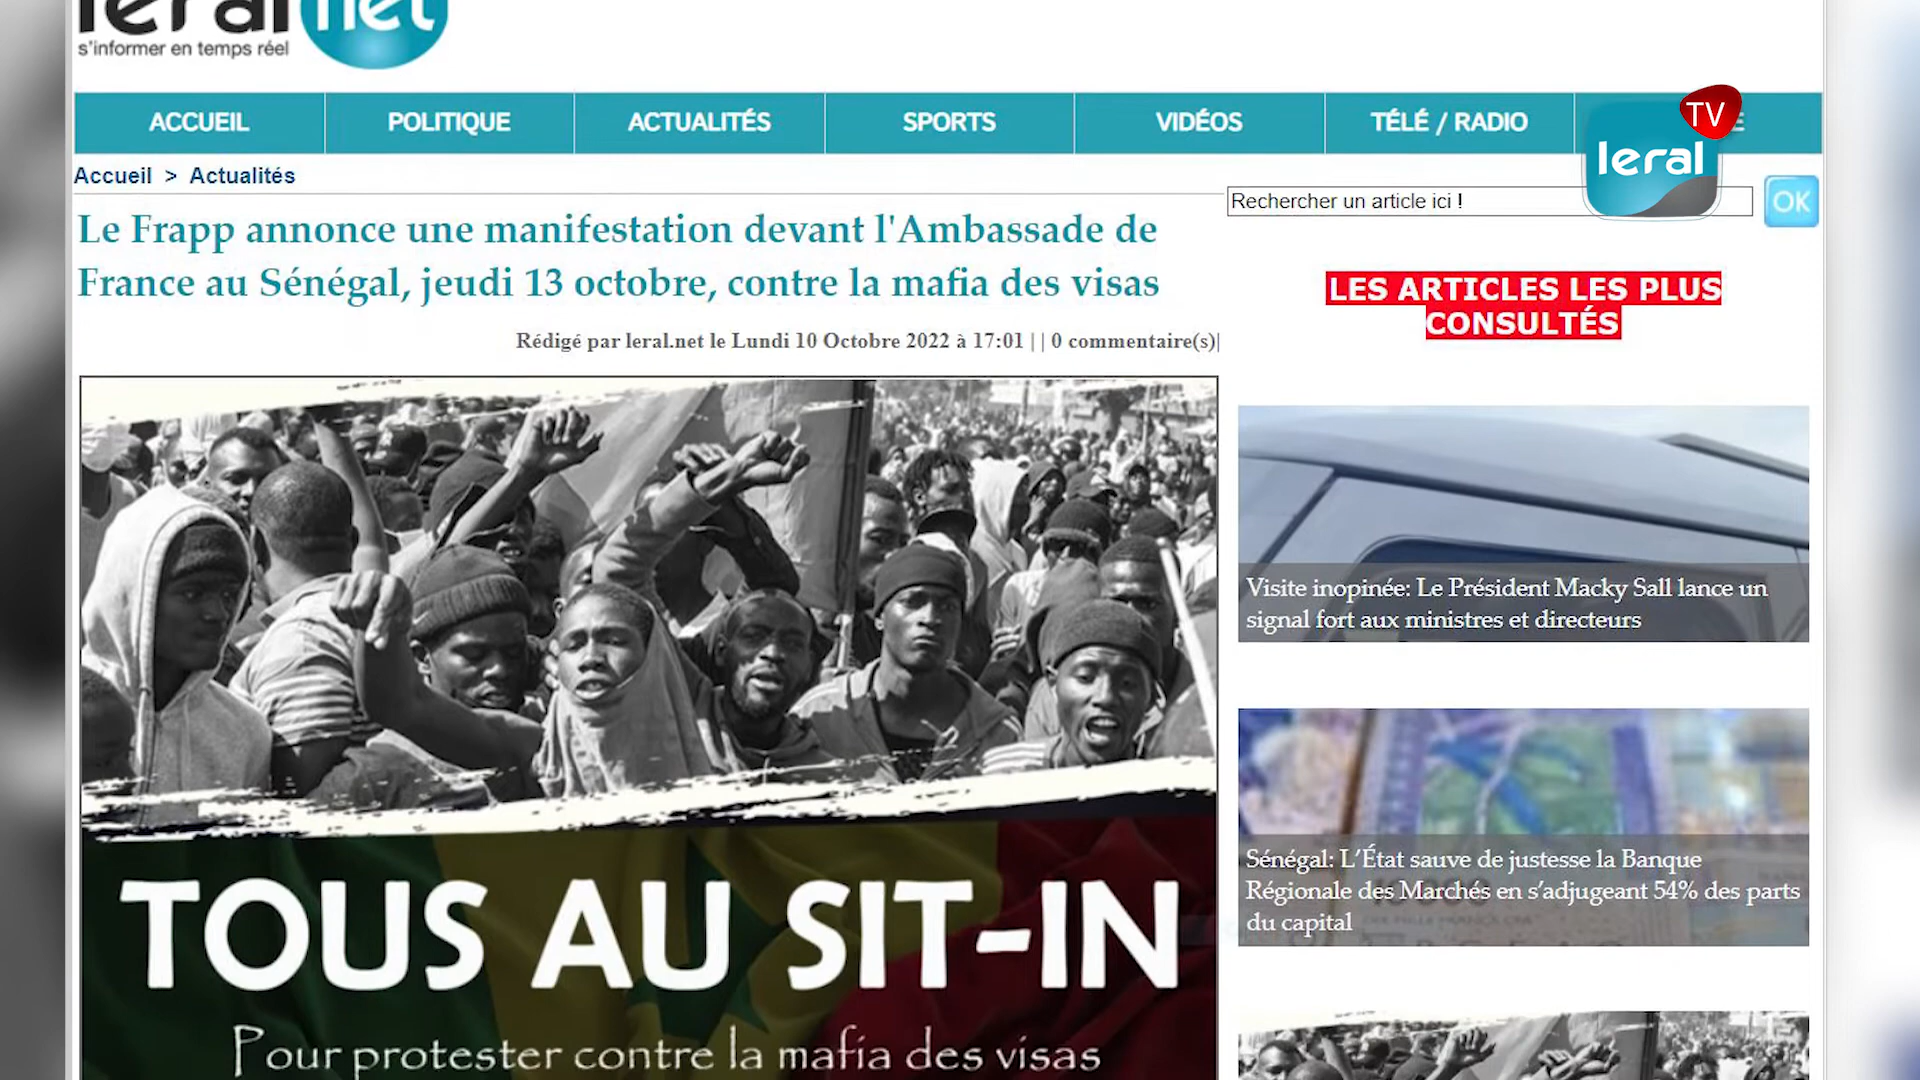 leral net
s'informer en temps réel
ACCUEIL
POLITIQUE
ACTUALITÉS
SPORTS
VIDÉOS
TÉLÉ / RADIO
TV
leral
Accueil > Actualités
Rechercher un article ici !
OK
Le Frapp annonce une manifestation devant l'Ambassade de
France au Sénégal, jeudi 13 octobre, contre la mafia des visas
Rédigé par leral.net le Lundi 10 Octobre 2022 à 17:01 | | 0 commentaire(s)|
TOUS AU SIT-IN
Pour protester contre la mafia des visas
LES ARTICLES LES PLUS
CONSULTÉS
Visite inopinée: Le Président Macky Sall lance un
signal fort aux ministres et directeurs
Sénégal: L'État sauve de justesse la Banque
Régionale des Marchés en s'adjugeant 54% des parts
du capital